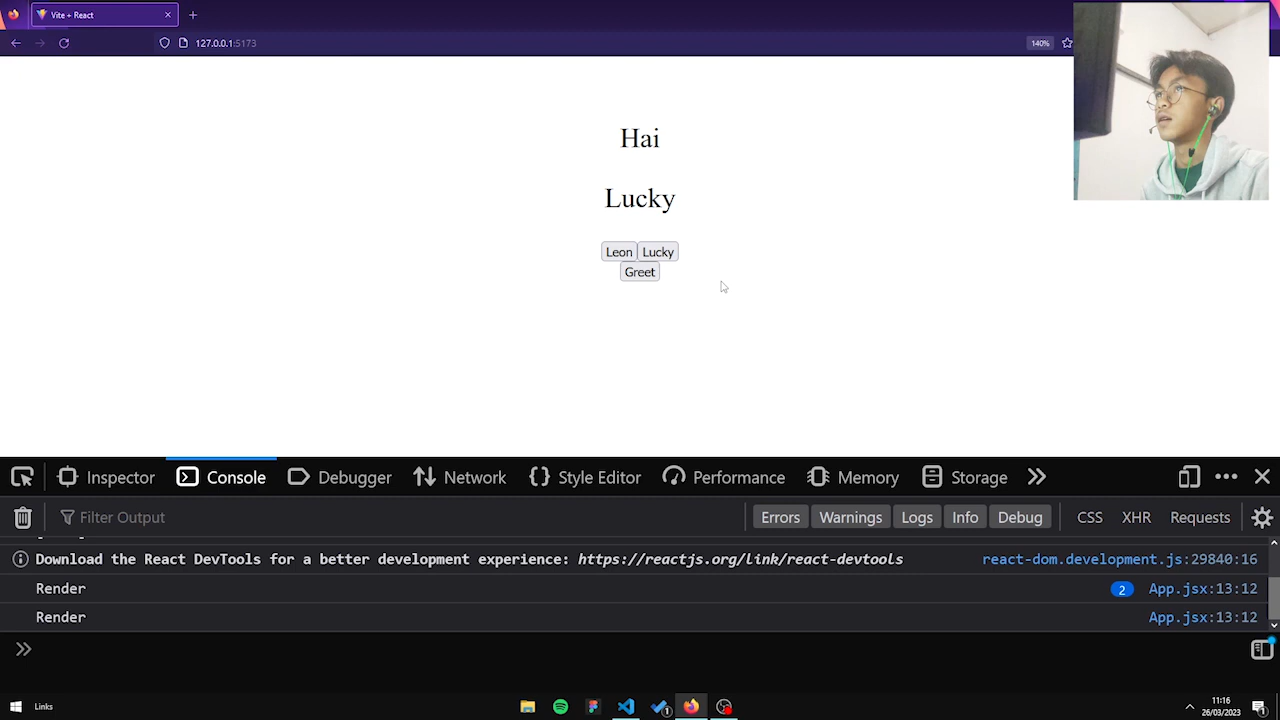 Vite + React
127.0.0.1:5173
140%
Hai
Lucky
Leon Lucky
Greet
Inspector Console Debugger Network Style Editor Performance Memory Storage
Filter Output Errors Warnings Logs Info Debug CSS XHR Requests
Download the React DevTools for a better development experience: https://reactjs.org/link/react-devtools react-dom.development.js:29840:16
Render 2 App.jsx:13:12
Render App.jsx:13:12
Links 11:16
26/03/2023